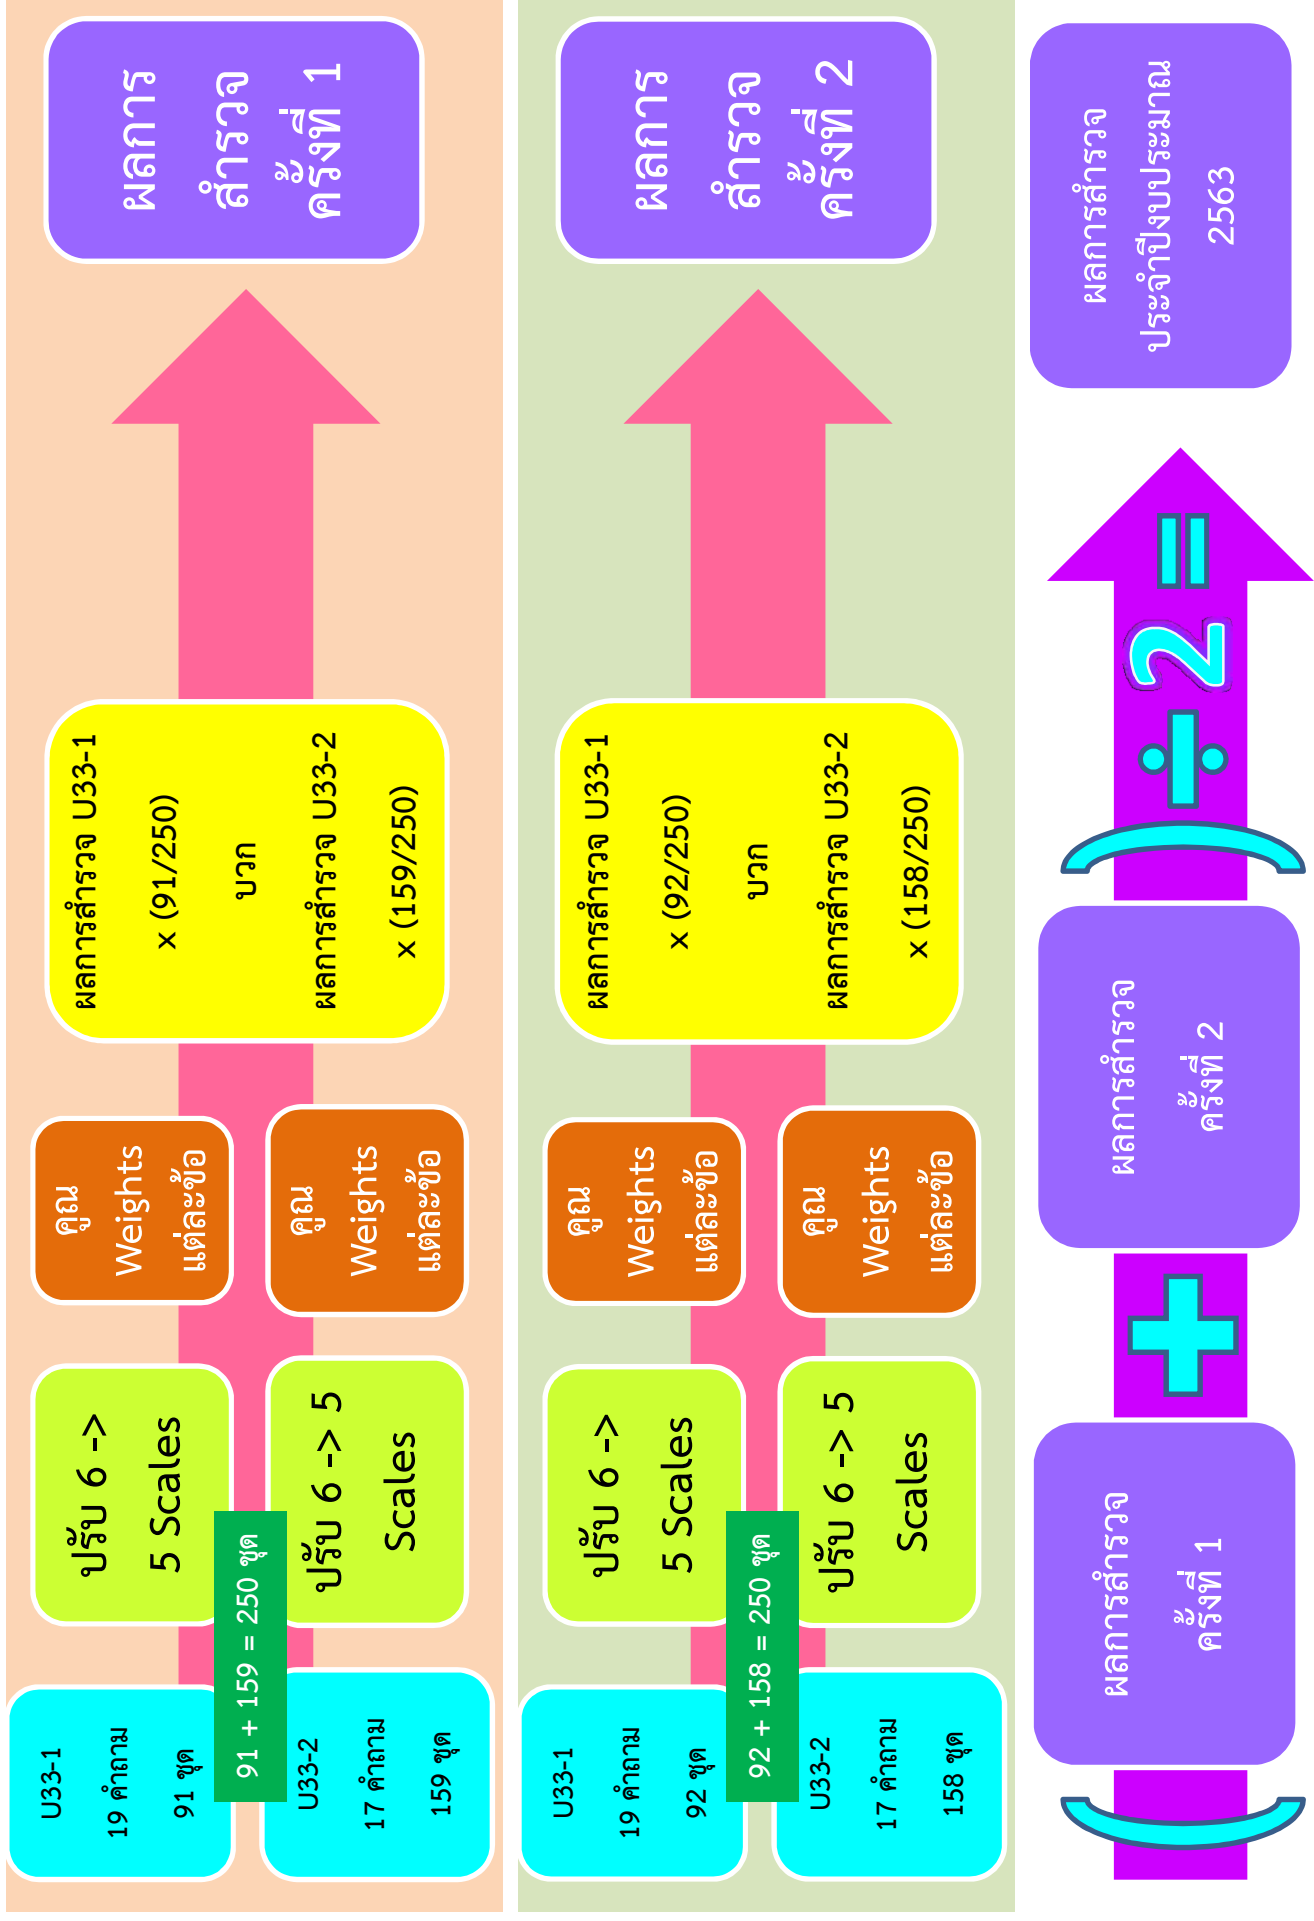 U33-1
19 คำถาม
91 ชุด
U33-2
17 คำถาม
159 ชุด
91 + 159 = 250 ชุด
ปรับ 6 ->
5 Scales
ปรับ 6 -> 5
Scales
คูณ
Weights
แต่ละข้อ
คูณ
Weights
แต่ละข้อ
ผลการสำรวจ U33-1
x (91/250)
บวก
ผลการสำรวจ U33-2
x (159/250)
ผลการ
สำรวจ
ครั้งที่ 1
U33-1
19 คำถาม
92 ชุด
U33-2
17 คำถาม
158 ชุด
92 + 158 = 250 ชุด
ปรับ 6 ->
5 Scales
ปรับ 6 -> 5
Scales
คูณ
Weights
แต่ละข้อ
คูณ
Weights
แต่ละข้อ
ผลการสำรวจ U33-1
x (92/250)
บวก
ผลการสำรวจ U33-2
x (158/250)
ผลการ
สำรวจ
ครั้งที่ 2
(
ผลการสำรวจ
ครั้งที่ 1
+
ผลการสำรวจ
ครั้งที่ 2
) ÷ 2 =
ผลการสำรวจ
ประจำปีงบประมาณ
2563